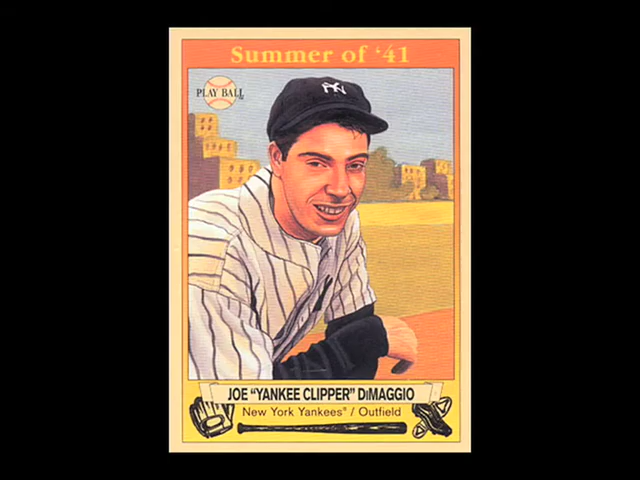 Summer of '41
PLAY BALL
NY
JOE "YANKEE CLIPPER" DiMAGGIO
New York Yankees® / Outfield